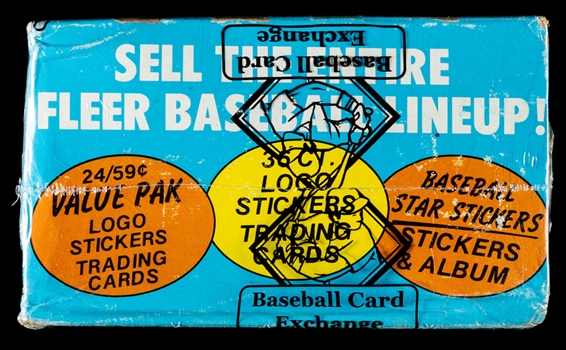 Baseball Card
Exchange
SELL THE ENTIRE
FLEER BASEBALL LINEUP!
24/59¢
VALUE PAK
LOGO
STICKERS
TRADING
CARDS
36 CT.
LOGO
STICKERS
TRADING
CARDS
BASEBALL
STAR STICKERS
STICKERS
& ALBUM
Baseball Card
Exchange